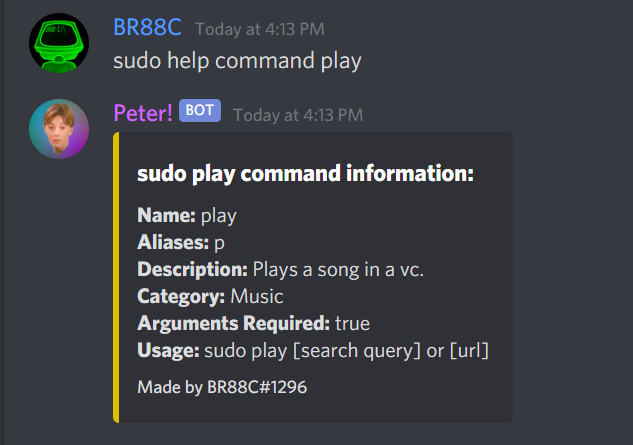 BR88C Today at 4:13 PM
sudo help command play
Peter! BOT Today at 4:13 PM
sudo play command information:
Name: play
Aliases: p
Description: Plays a song in a vc.
Category: Music
Arguments Required: true
Usage: sudo play [search query] or [url]
Made by BR88C#1296